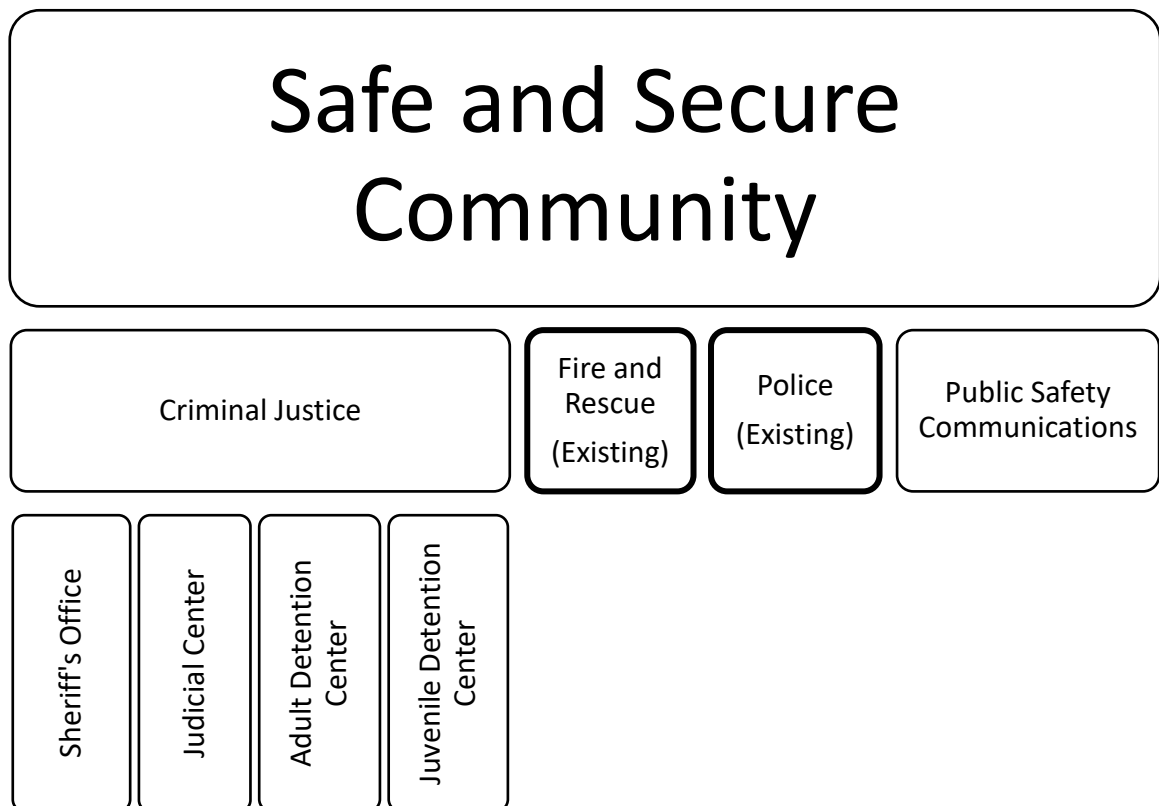 Safe and Secure
Community
Criminal Justice
Fire and
Rescue
(Existing)
Police
(Existing)
Public Safety
Communications
Sheriff's Office
Judicial Center
Adult Detention
Center
Juvenile Detention
Center